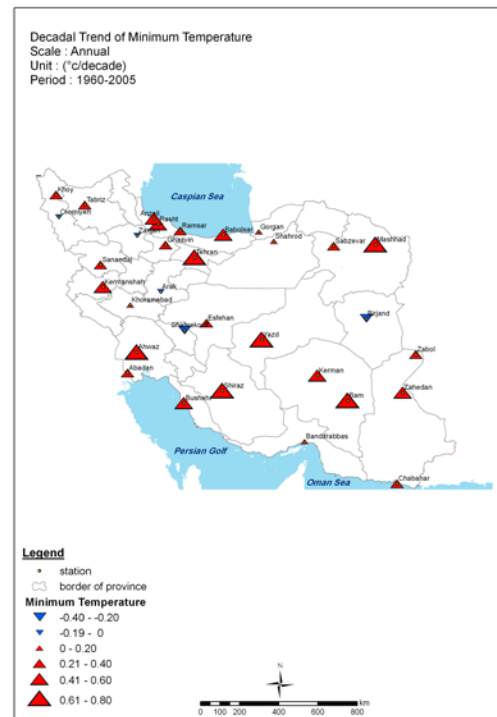 Decadal Trend of Minimum Temperature
Scale : Annual
Unit : (°c/decade)
Period : 1960-2005
Caspian Sea
Khoy
Tabriz
Oromiyeh
Anzali
Rasht
Zanjan
Ramsar
Ghazvin
Babolsar
Gorgan
Shahrod
Sabzevar
Mashhad
Tehran
Sanandaj
Kermanshah
Arak
Khoramabad
Birjand
Esfehan
Yazd
Ahwaz
Abadan
Zabol
Kerman
Shiraz
Bam
Zahedan
Bushehr
Bandarabbas
Chabahar
Persian Golf
Oman Sea
Legend
station
border of province
Minimum Temperature
-0.40 - -0.20
-0.19 - 0
0 - 0.20
0.21 - 0.40
0.41 - 0.60
0.61 - 0.80
N
km
0 100 200 400 600 800